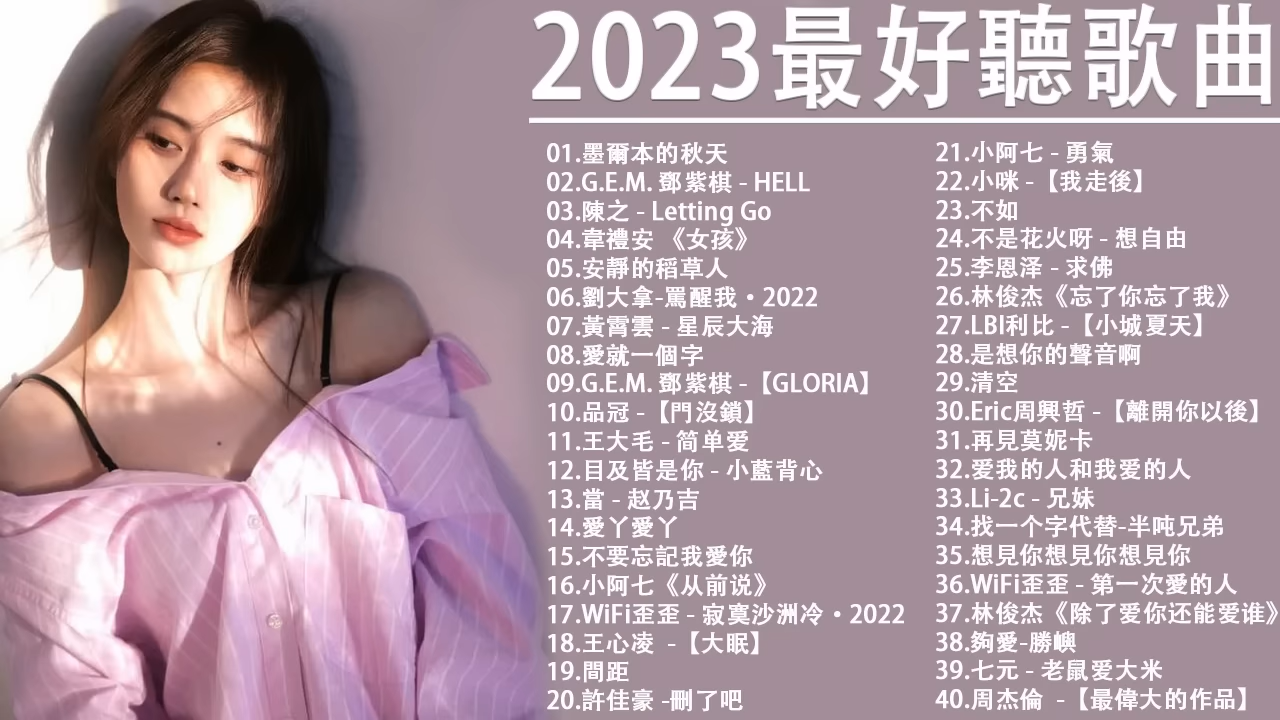 2023最好聽歌曲
01.墨爾本的秋天
02.G.E.M. 鄧紫棋 - HELL
03.陳之 - Letting Go
04.韋禮安 《女孩》
05.安靜的稻草人
06.劉大拿-罵醒我·2022
07.黃霄雲 - 星辰大海
08.愛就一個字
09.G.E.M. 鄧紫棋 -【GLORIA】
10.品冠 -【門沒鎖】
11.王大毛 - 简单爱
12.目及皆是你 - 小藍背心
13.當 - 赵乃吉
14.愛丫愛丫
15.不要忘記我愛你
16.小阿七《从前说》
17.WiFi歪歪 - 寂寞沙洲冷·2022
18.王心凌 -【大眠】
19.間距
20.許佳豪 -刪了吧
21.小阿七 - 勇氣
22.小咪 -【我走後】
23.不如
24.不是花火呀 - 想自由
25.李恩泽 - 求佛
26.林俊杰《忘了你忘了我》
27.LBI利比 -【小城夏天】
28.是想你的聲音啊
29.清空
30.Eric周興哲 -【離開你以後】
31.再見莫妮卡
32.爱我的人和我爱的人
33.Li-2c - 兄妹
34.找一个字代替-半吨兄弟
35.想見你想見你想見你
36.WiFi歪歪 - 第一次愛的人
37.林俊杰《除了爱你还能爱谁》
38.夠愛-勝嶼
39.七元 - 老鼠爱大米
40.周杰倫 -【最偉大的作品】